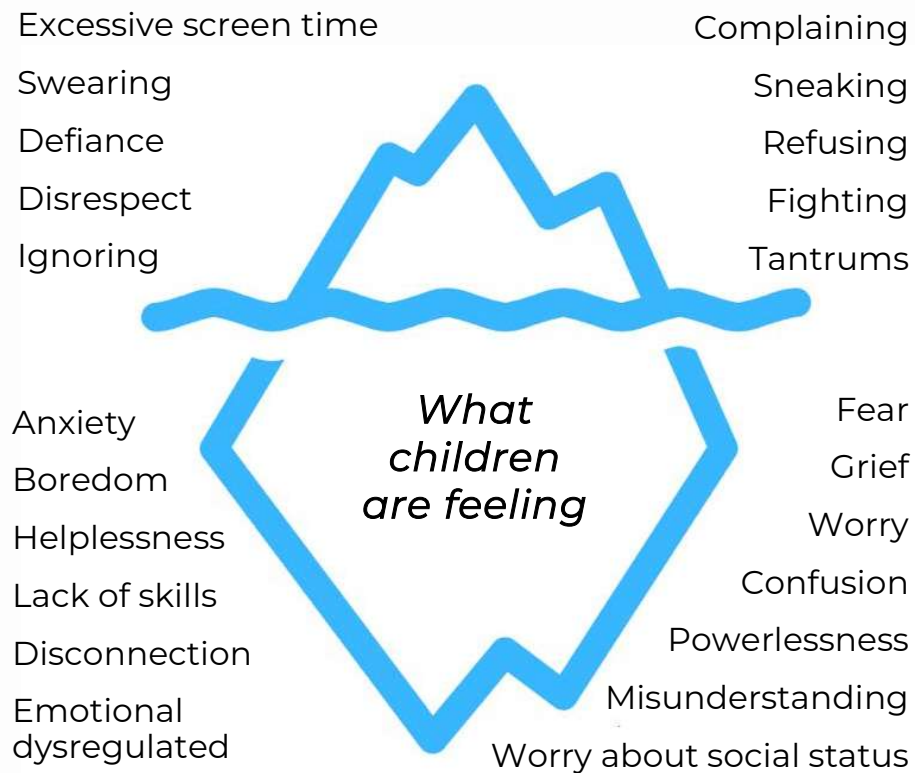 Excessive screen time
Swearing
Defiance
Disrespect
Ignoring
Complaining
Sneaking
Refusing
Fighting
Tantrums
What
children
are feeling
Anxiety
Boredom
Helplessness
Lack of skills
Disconnection
Emotional
dysregulated
Fear
Grief
Worry
Confusion
Powerlessness
Misunderstanding
Worry about social status